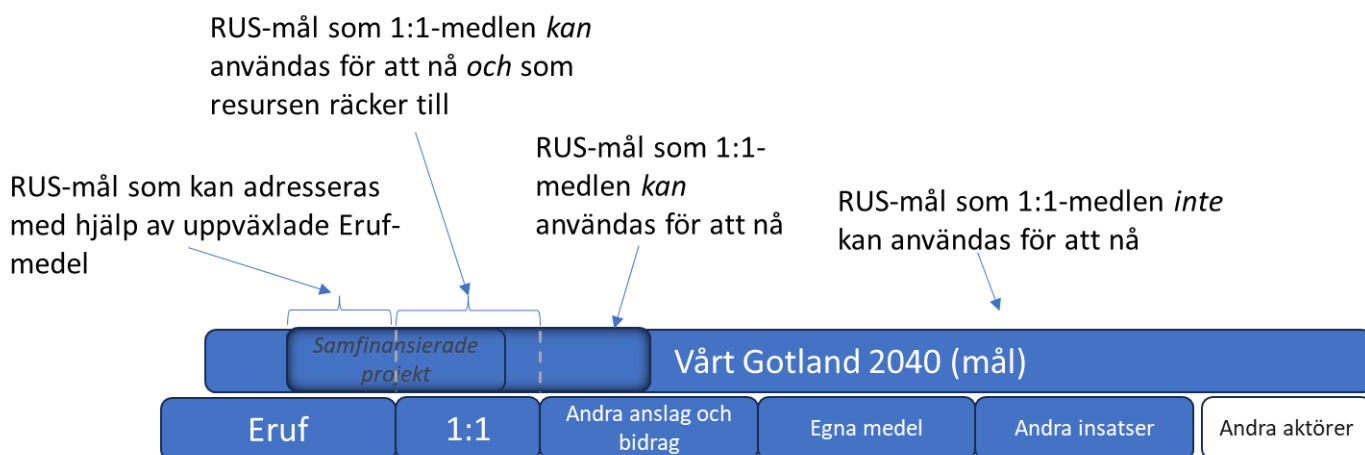 RUS-mål som 1:1-medlen kan
användas för att nå och som
resursen räcker till
RUS-mål som kan adresseras
med hjälp av uppväxlade Eruf-
medel
RUS-mål som 1:1-
medlen kan
användas för att nå
RUS-mål som 1:1-medlen inte
kan användas för att nå
Samfinansierade
projekt
Vårt Gotland 2040 (mål)
Eruf
1:1
Andra anslag och
bidrag
Egna medel
Andra insatser
Andra aktörer